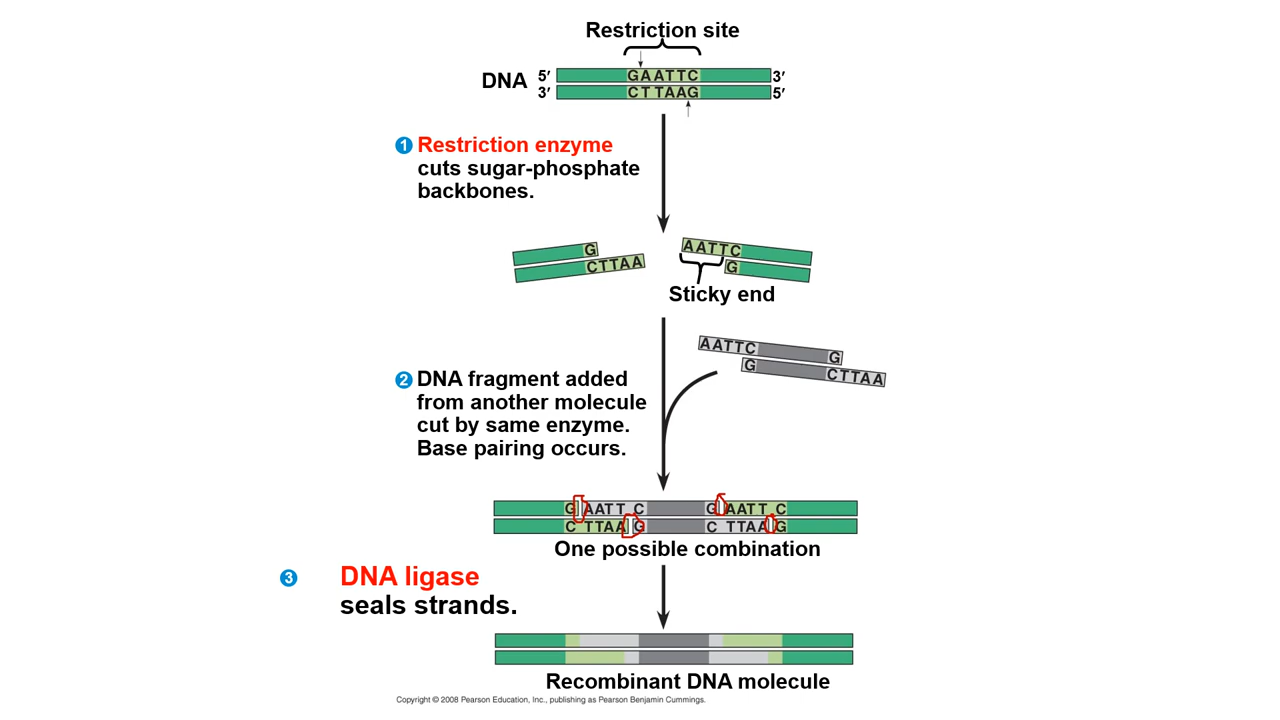 Restriction site
DNA
5′ GAATTC 3′
3′ CTTAAG 5′
1 Restriction enzyme
cuts sugar-phosphate
backbones.
G
CTTAA
AATTC
G
Sticky end
AATTC G
G CTTAA
2 DNA fragment added
from another molecule
cut by same enzyme.
Base pairing occurs.
G AATT C G AATT C
C TTAA G C TTAA G
One possible combination
3 DNA ligase
seals strands.
Recombinant DNA molecule
Copyright © 2008 Pearson Education, Inc., publishing as Pearson Benjamin Cummings.